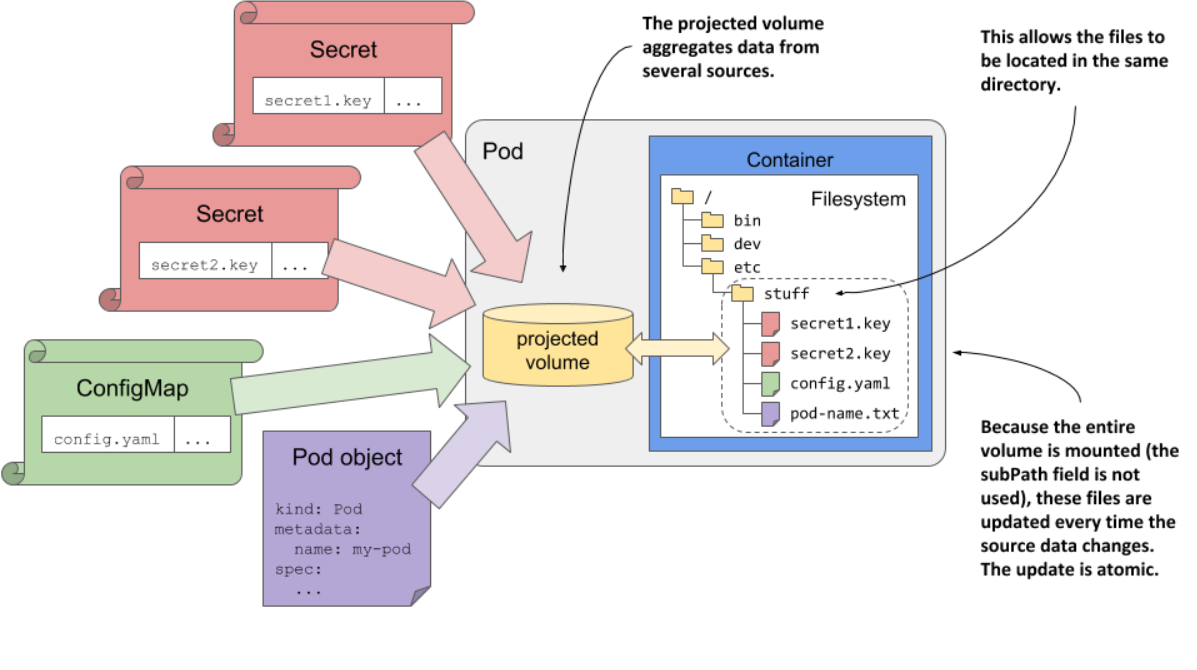 Secret
secret1.key
...
The projected volume
aggregates data from
several sources.
This allows the files to
be located in the same
directory.
Secret
secret2.key
...
Pod
Container
Filesystem
/
bin
dev
etc
stuff
secret1.key
secret2.key
config.yaml
pod-name.txt
projected
volume
ConfigMap
config.yaml
...
Pod object
kind: Pod
metadata:
name: my-pod
spec:
...
Because the entire
volume is mounted (the
subPath field is not
used), these files are
updated every time the
source data changes.
The update is atomic.